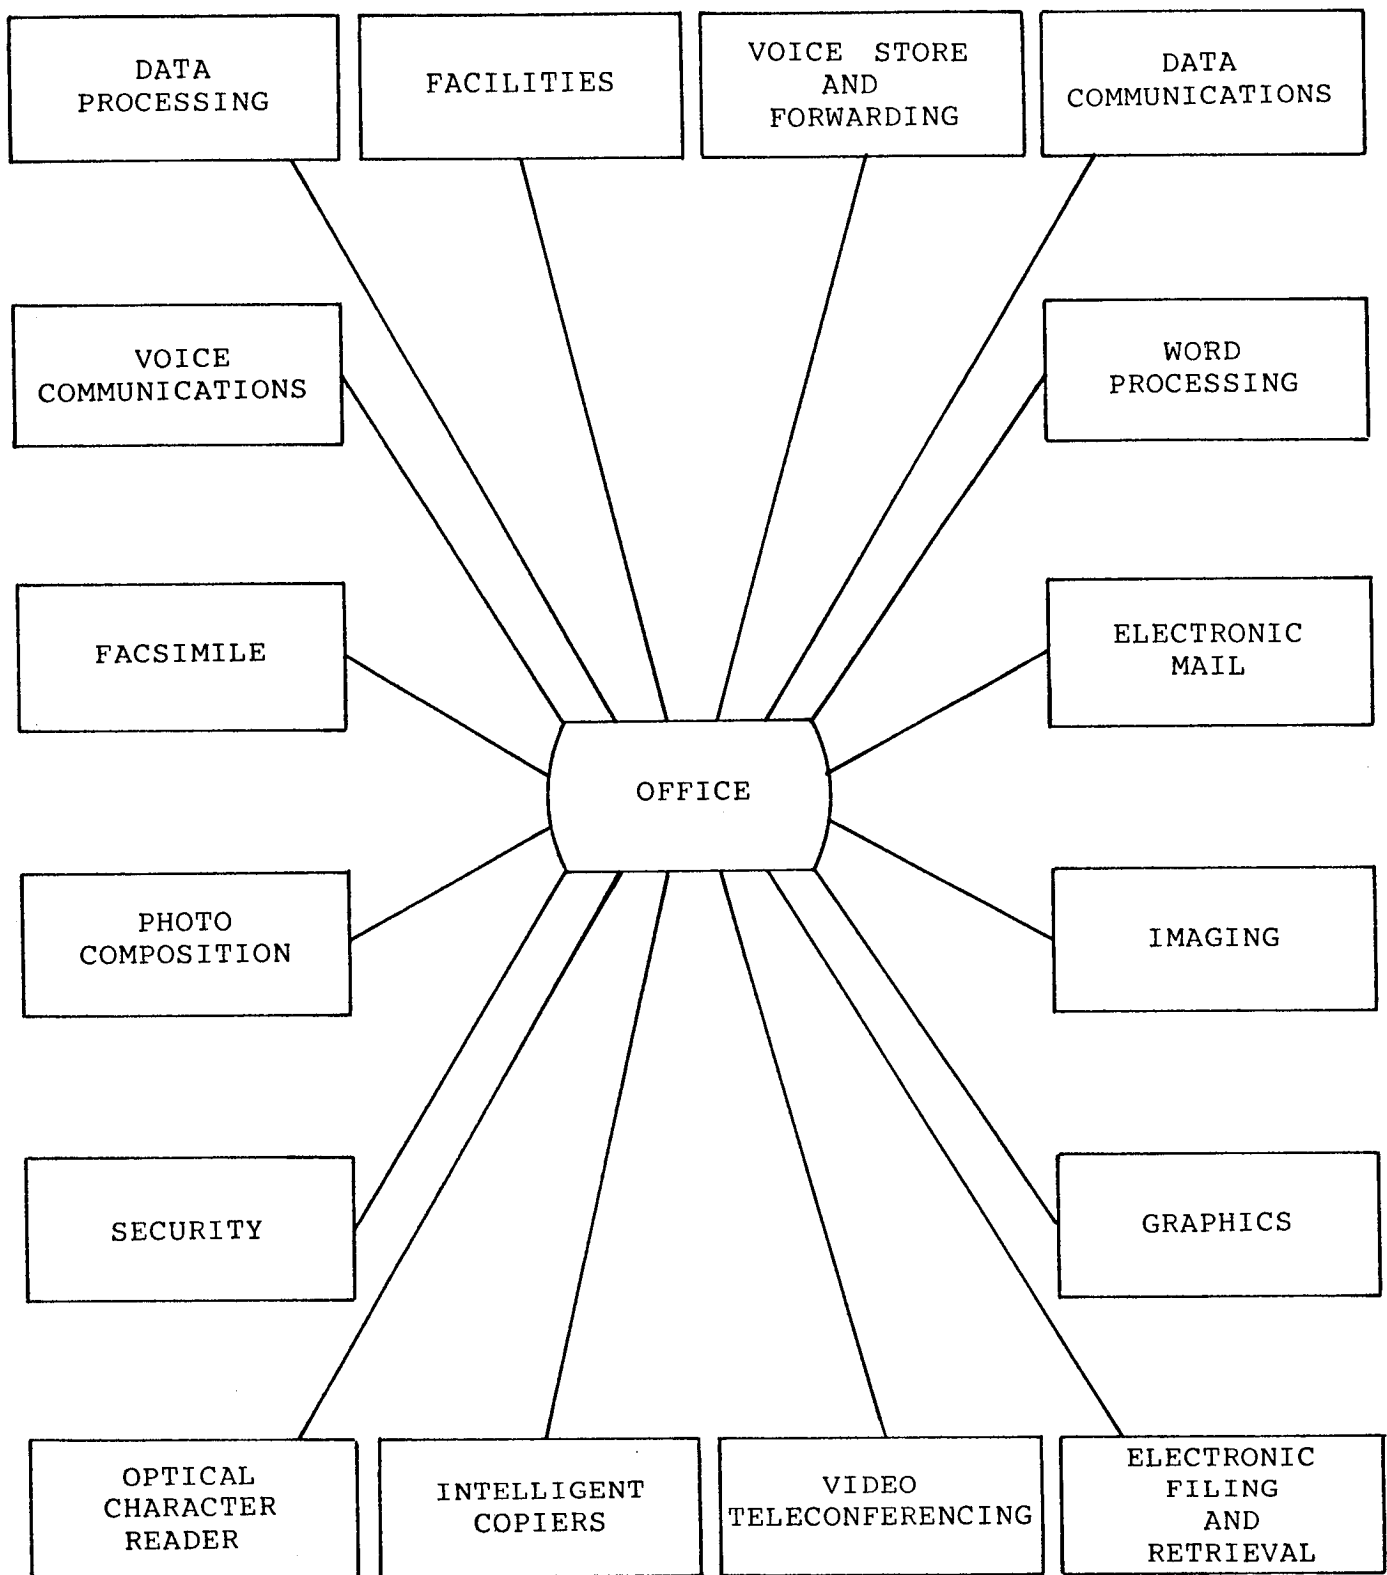 DATA
PROCESSING
FACILITIES
VOICE STORE
AND
FORWARDING
DATA
COMMUNICATIONS
VOICE
COMMUNICATIONS
WORD
PROCESSING
FACSIMILE
ELECTRONIC
MAIL
OFFICE
PHOTO
COMPOSITION
IMAGING
SECURITY
GRAPHICS
OPTICAL
CHARACTER
READER
INTELLIGENT
COPIERS
VIDEO
TELECONFERENCING
ELECTRONIC
FILING
AND
RETRIEVAL